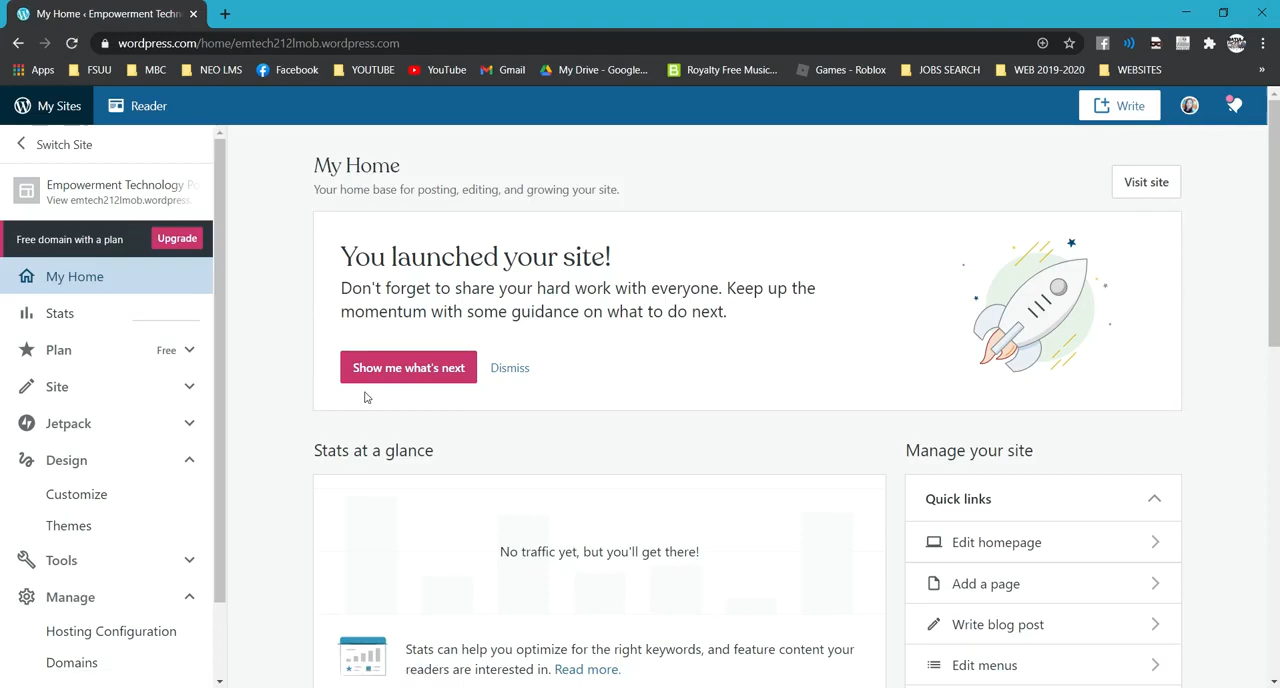 My Home ‹ Empowerment Techn
wordpress.com/home/emtech212lmob.wordpress.com
Apps FSUU MBC NEO LMS Facebook YOUTUBE YouTube Gmail My Drive - Google... Royalty Free Music... Games - Roblox JOBS SEARCH WEB 2019-2020 WEBSITES »
My Sites Reader Write
Switch Site
Empowerment Technology Po
View emtech212lmob.wordpress.
Free domain with a plan Upgrade
My Home
Stats
Plan Free
Site
Jetpack
Design
Customize
Themes
Tools
Manage
Hosting Configuration
Domains
My Home
Your home base for posting, editing, and growing your site.
Visit site
You launched your site!
Don't forget to share your hard work with everyone. Keep up the
momentum with some guidance on what to do next.
Show me what's next Dismiss
Stats at a glance
No traffic yet, but you'll get there!
Stats can help you optimize for the right keywords, and feature content your
readers are interested in. Read more.
Manage your site
Quick links
Edit homepage
Add a page
Write blog post
Edit menus